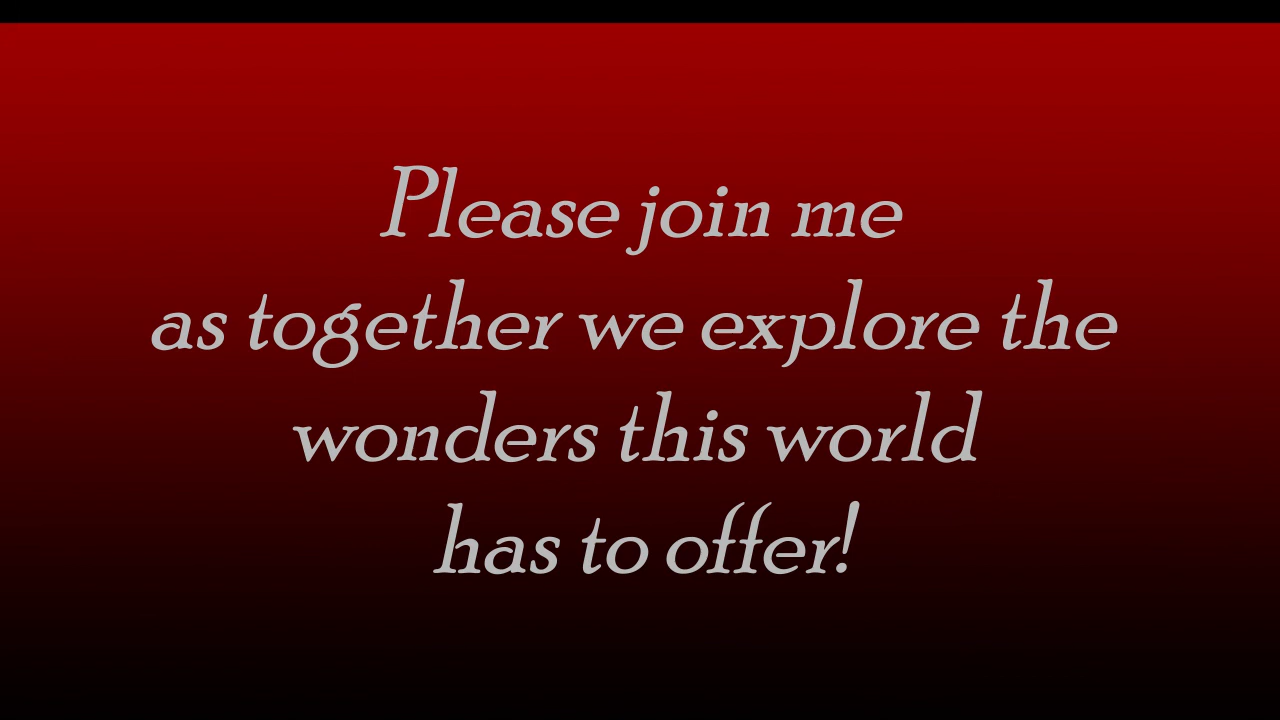 Please join me
as together we explore the
wonders this world
has to offer!